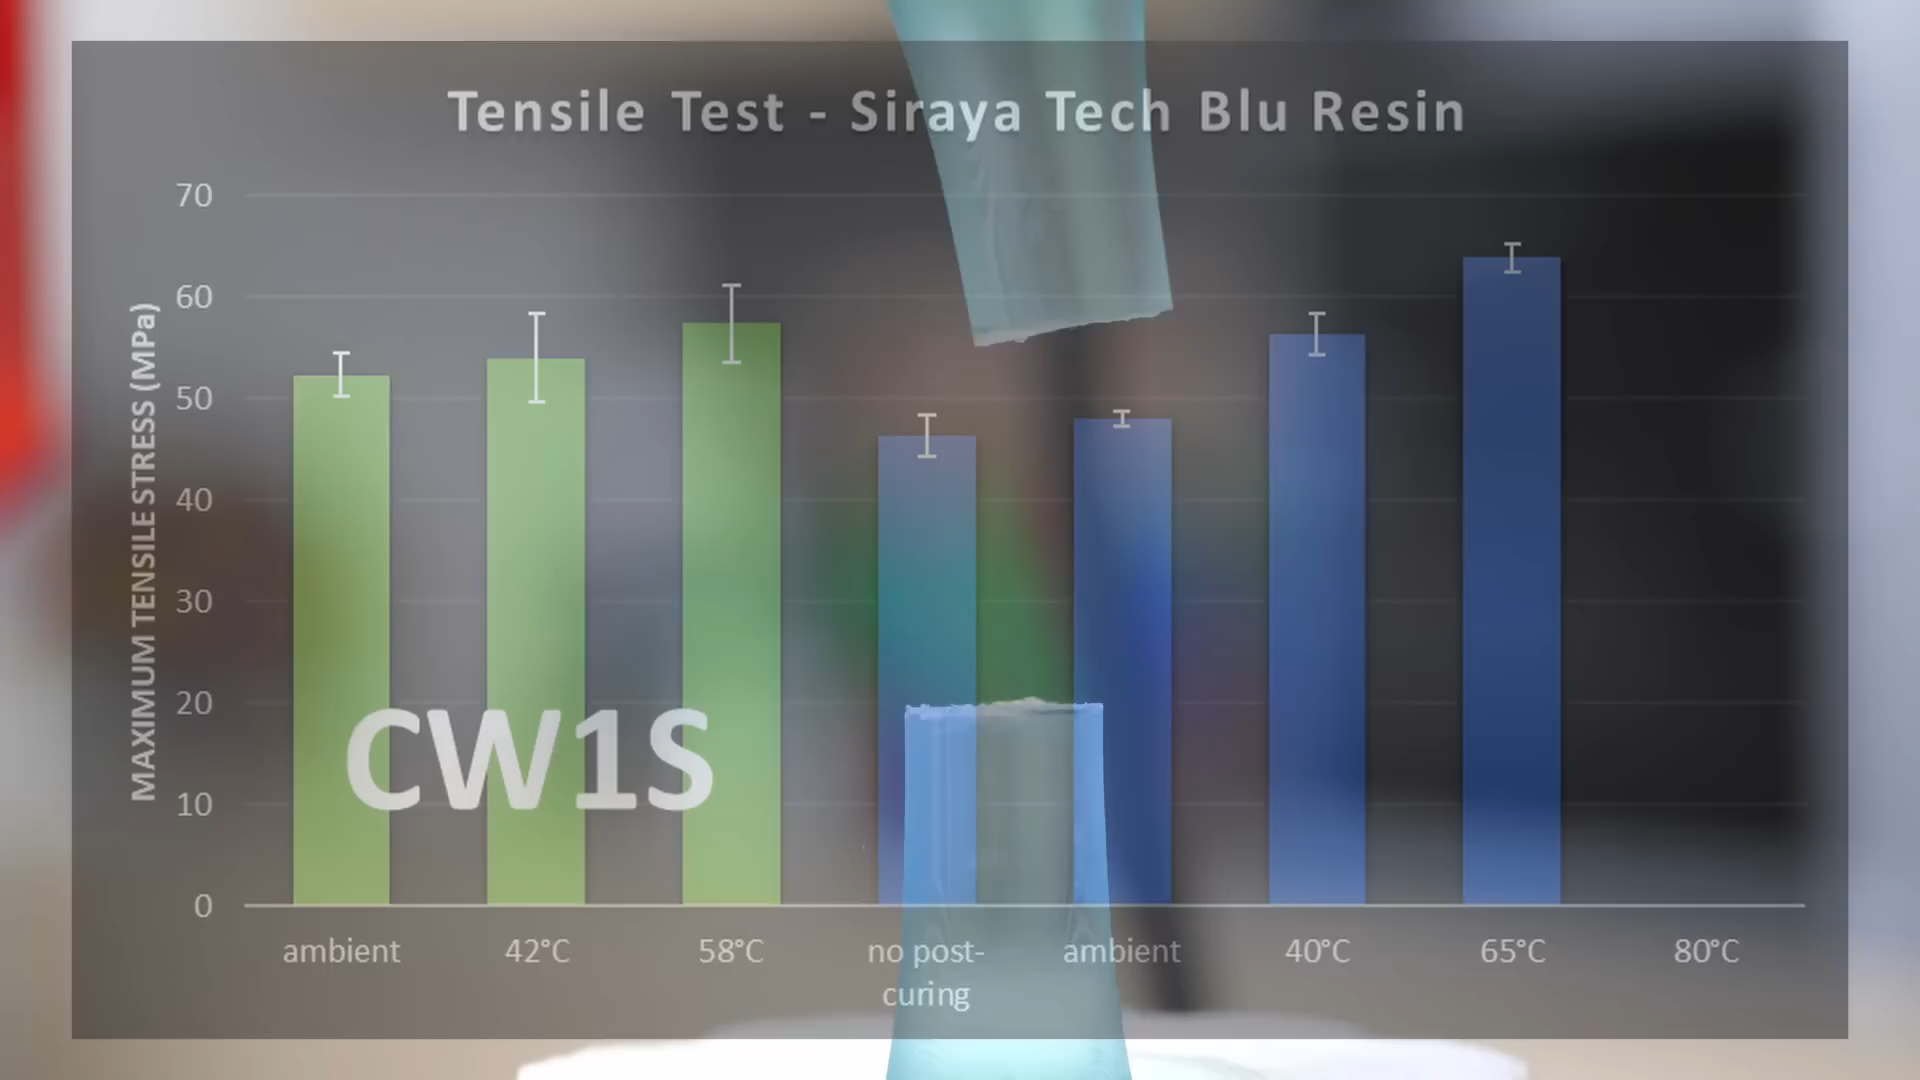 Tensile Test - Siraya Tech Blu Resin
MAXIMUM TENSILE STRESS (MPa)
70
60
50
40
30
20
10
0
CW1S
ambient
42°C
58°C
no post-
curing
ambient
40°C
65°C
80°C